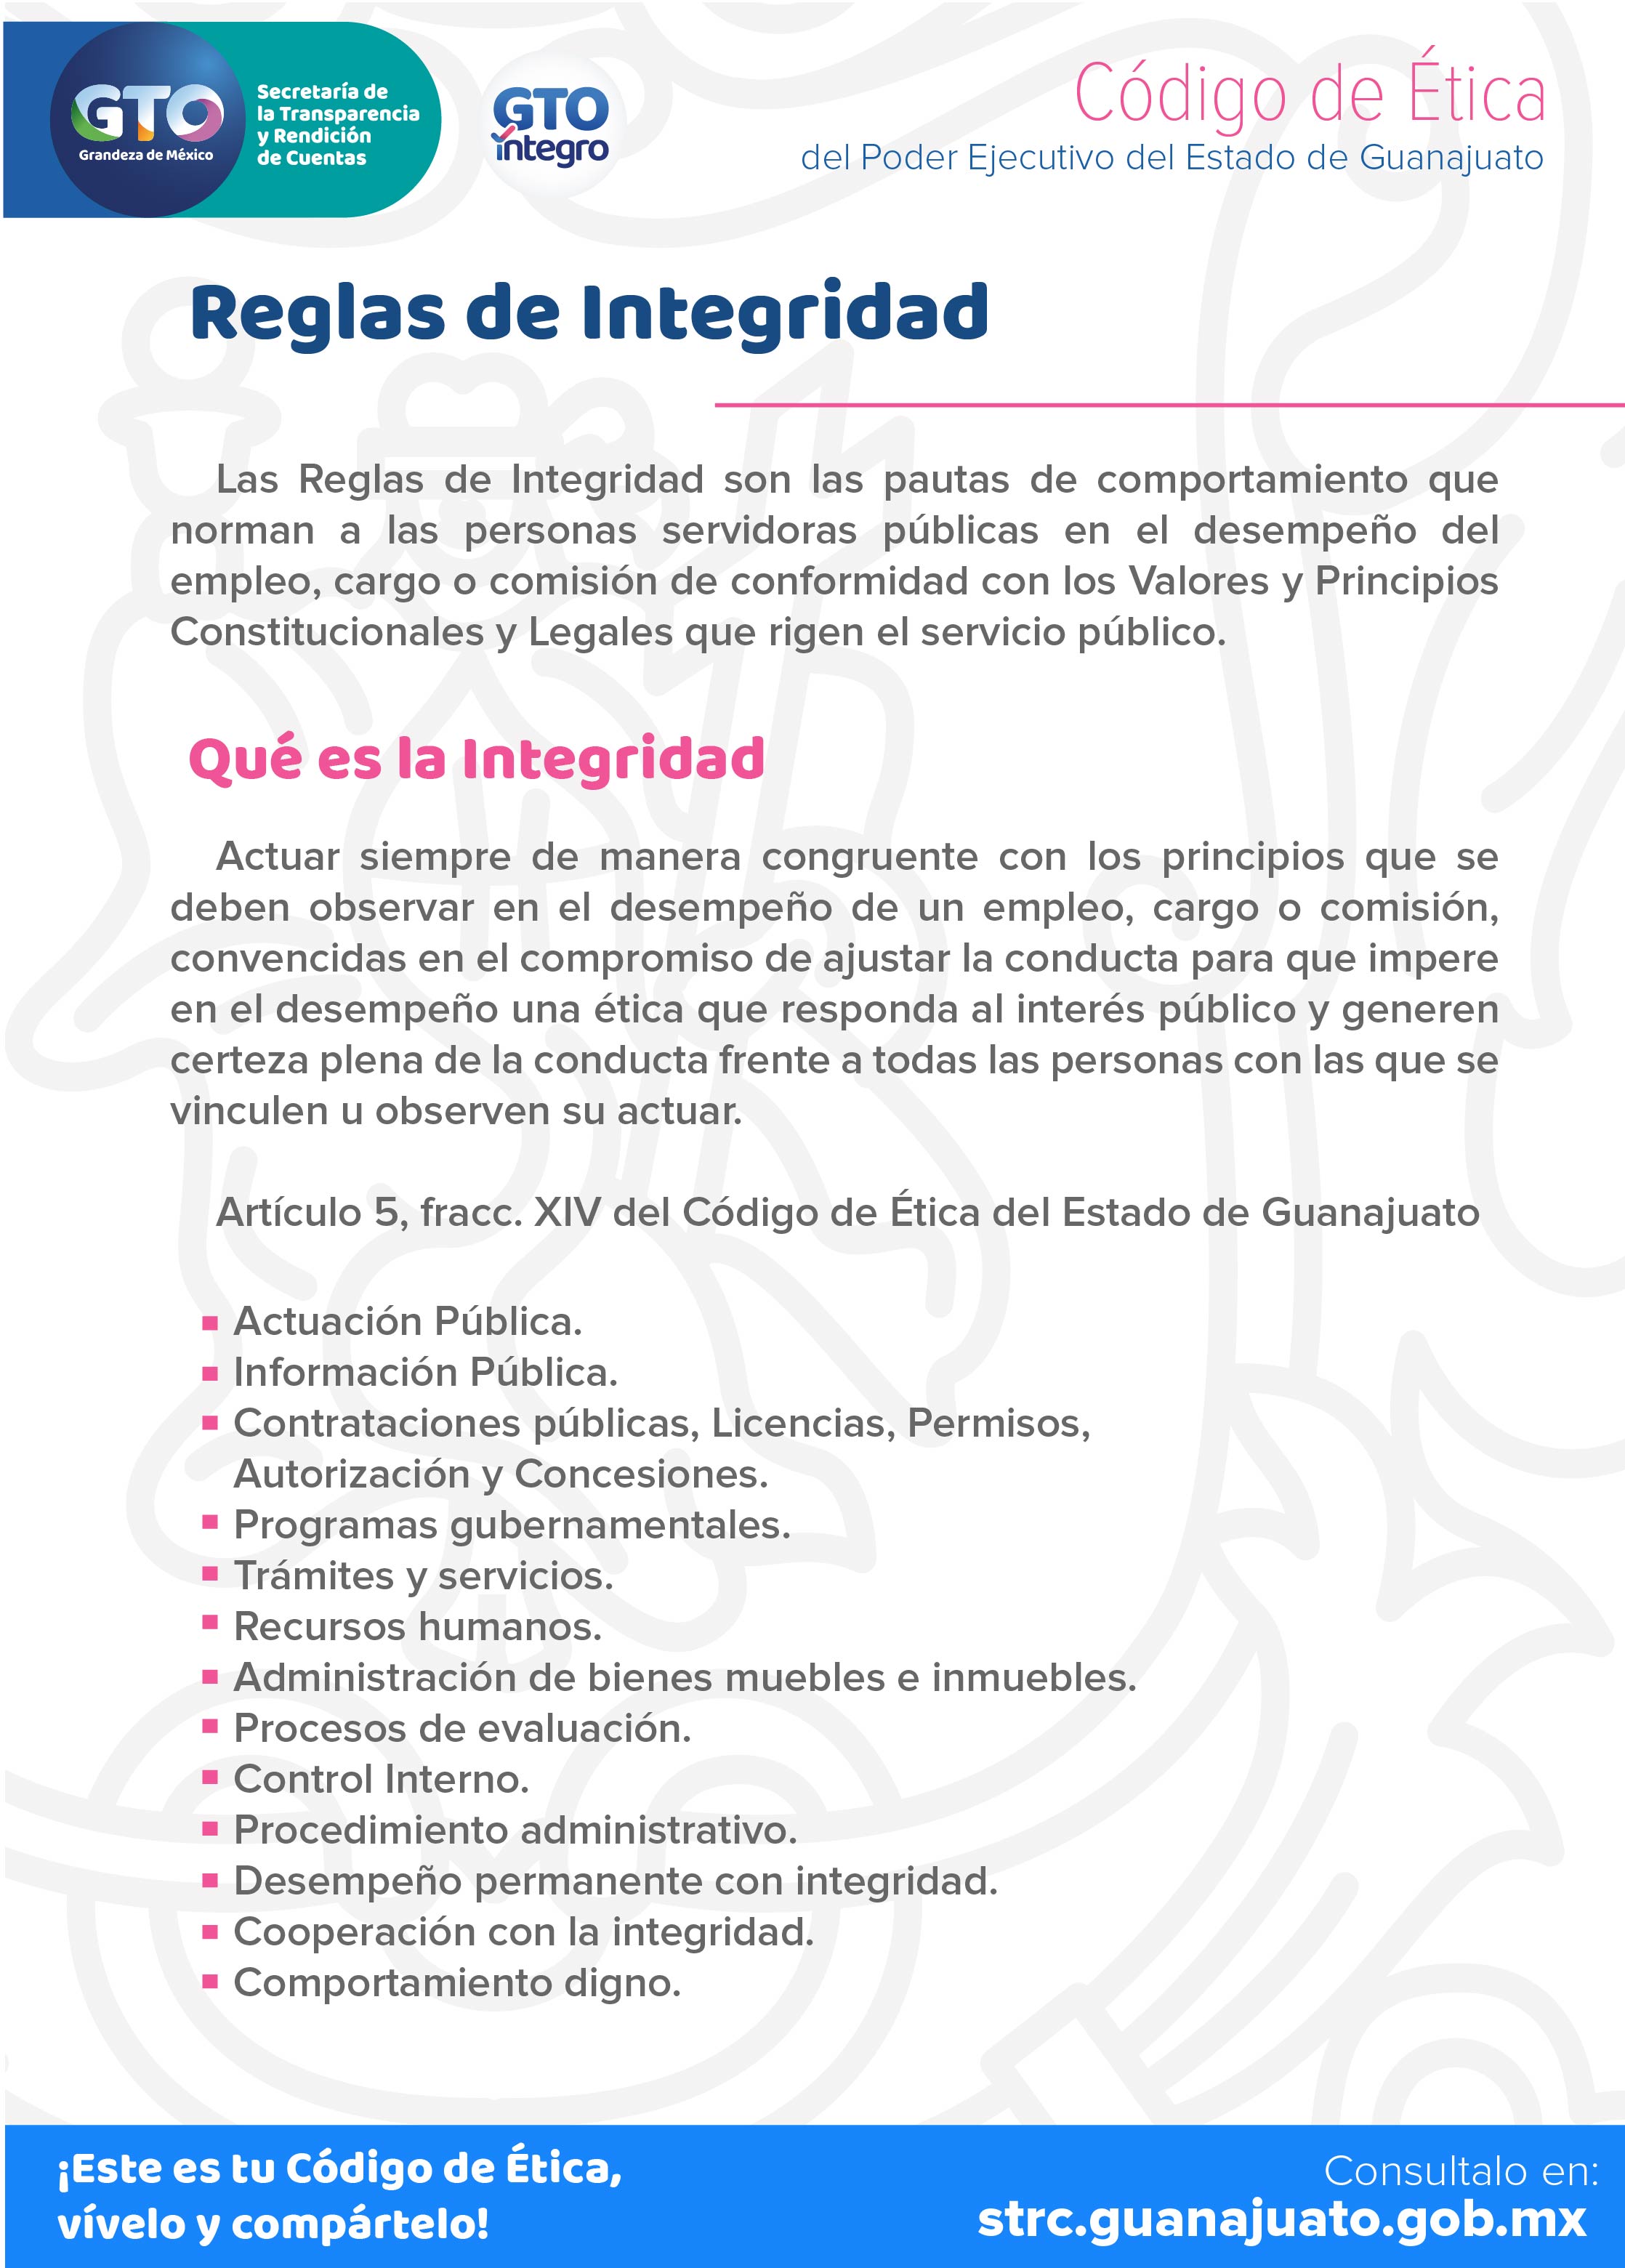 GTO
Grandeza de México
Secretaría de
la Transparencia
y Rendición
de Cuentas
GTO
íntegro
Código de Ética
del Poder Ejecutivo del Estado de Guanajuato
Reglas de Integridad
Las Reglas de Integridad son las pautas de comportamiento que
norman a las personas servidoras públicas en el desempeño del
empleo, cargo o comisión de conformidad con los Valores y Principios
Constitucionales y Legales que rigen el servicio público.
Qué es la Integridad
Actuar siempre de manera congruente con los principios que se
deben observar en el desempeño de un empleo, cargo o comisión,
convencidas en el compromiso de ajustar la conducta para que impere
en el desempeño una ética que responda al interés público y generen
certeza plena de la conducta frente a todas las personas con las que se
vinculen u observen su actuar.
Artículo 5, fracc. XIV del Código de Ética del Estado de Guanajuato
Actuación Pública.
Información Pública.
Contrataciones públicas, Licencias, Permisos,
Autorización y Concesiones.
Programas gubernamentales.
Trámites y servicios.
Recursos humanos.
Administración de bienes muebles e inmuebles.
Procesos de evaluación.
Control Interno.
Procedimiento administrativo.
Desempeño permanente con integridad.
Cooperación con la integridad.
Comportamiento digno.
¡Este es tu Código de Ética,
vívelo y compártelo!
Consultalo en:
strc.guanajuato.gob.mx